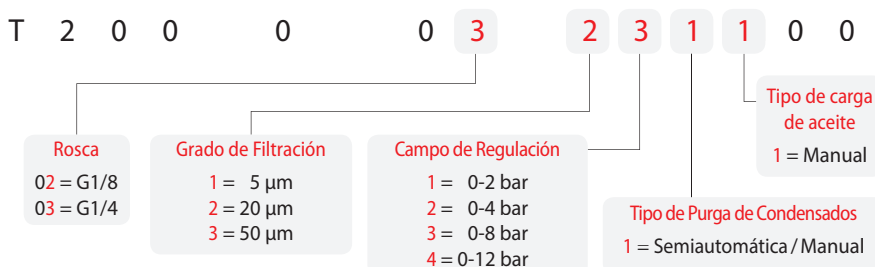 T 2 0 0 0 0 3 2 3 1 1 0 0
Tipo de carga
de aceite
1 = Manual
Rosca
02 = G1/8
03 = G1/4
Grado de Filtración
1 = 5 µm
2 = 20 µm
3 = 50 µm
Campo de Regulación
1 = 0-2 bar
2 = 0-4 bar
3 = 0-8 bar
4 = 0-12 bar
Tipo de Purga de Condensados
1 = Semiautomática / Manual